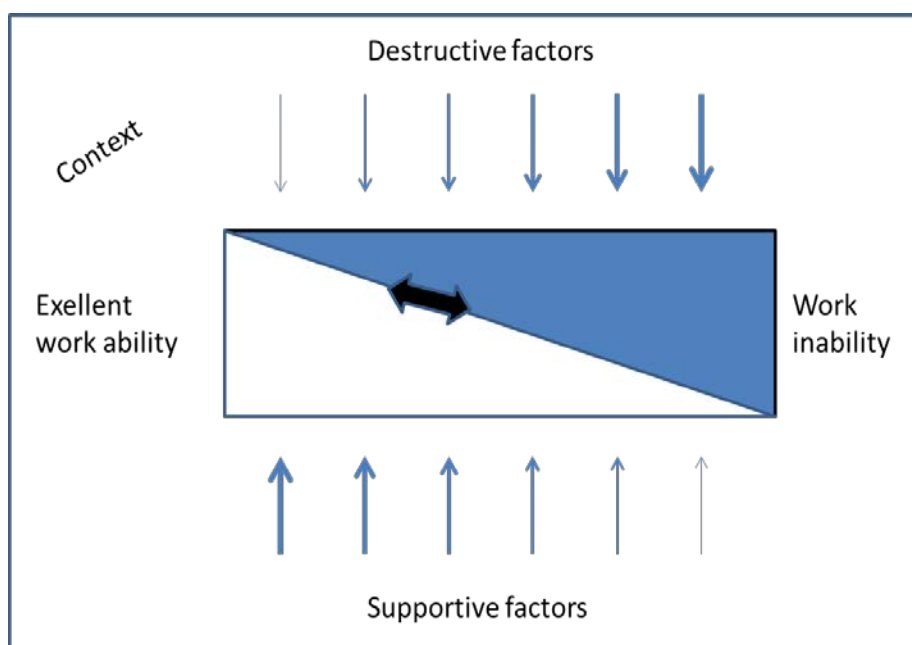 Destructive factors
Context
Exellent
work ability
Work
inability
Supportive factors